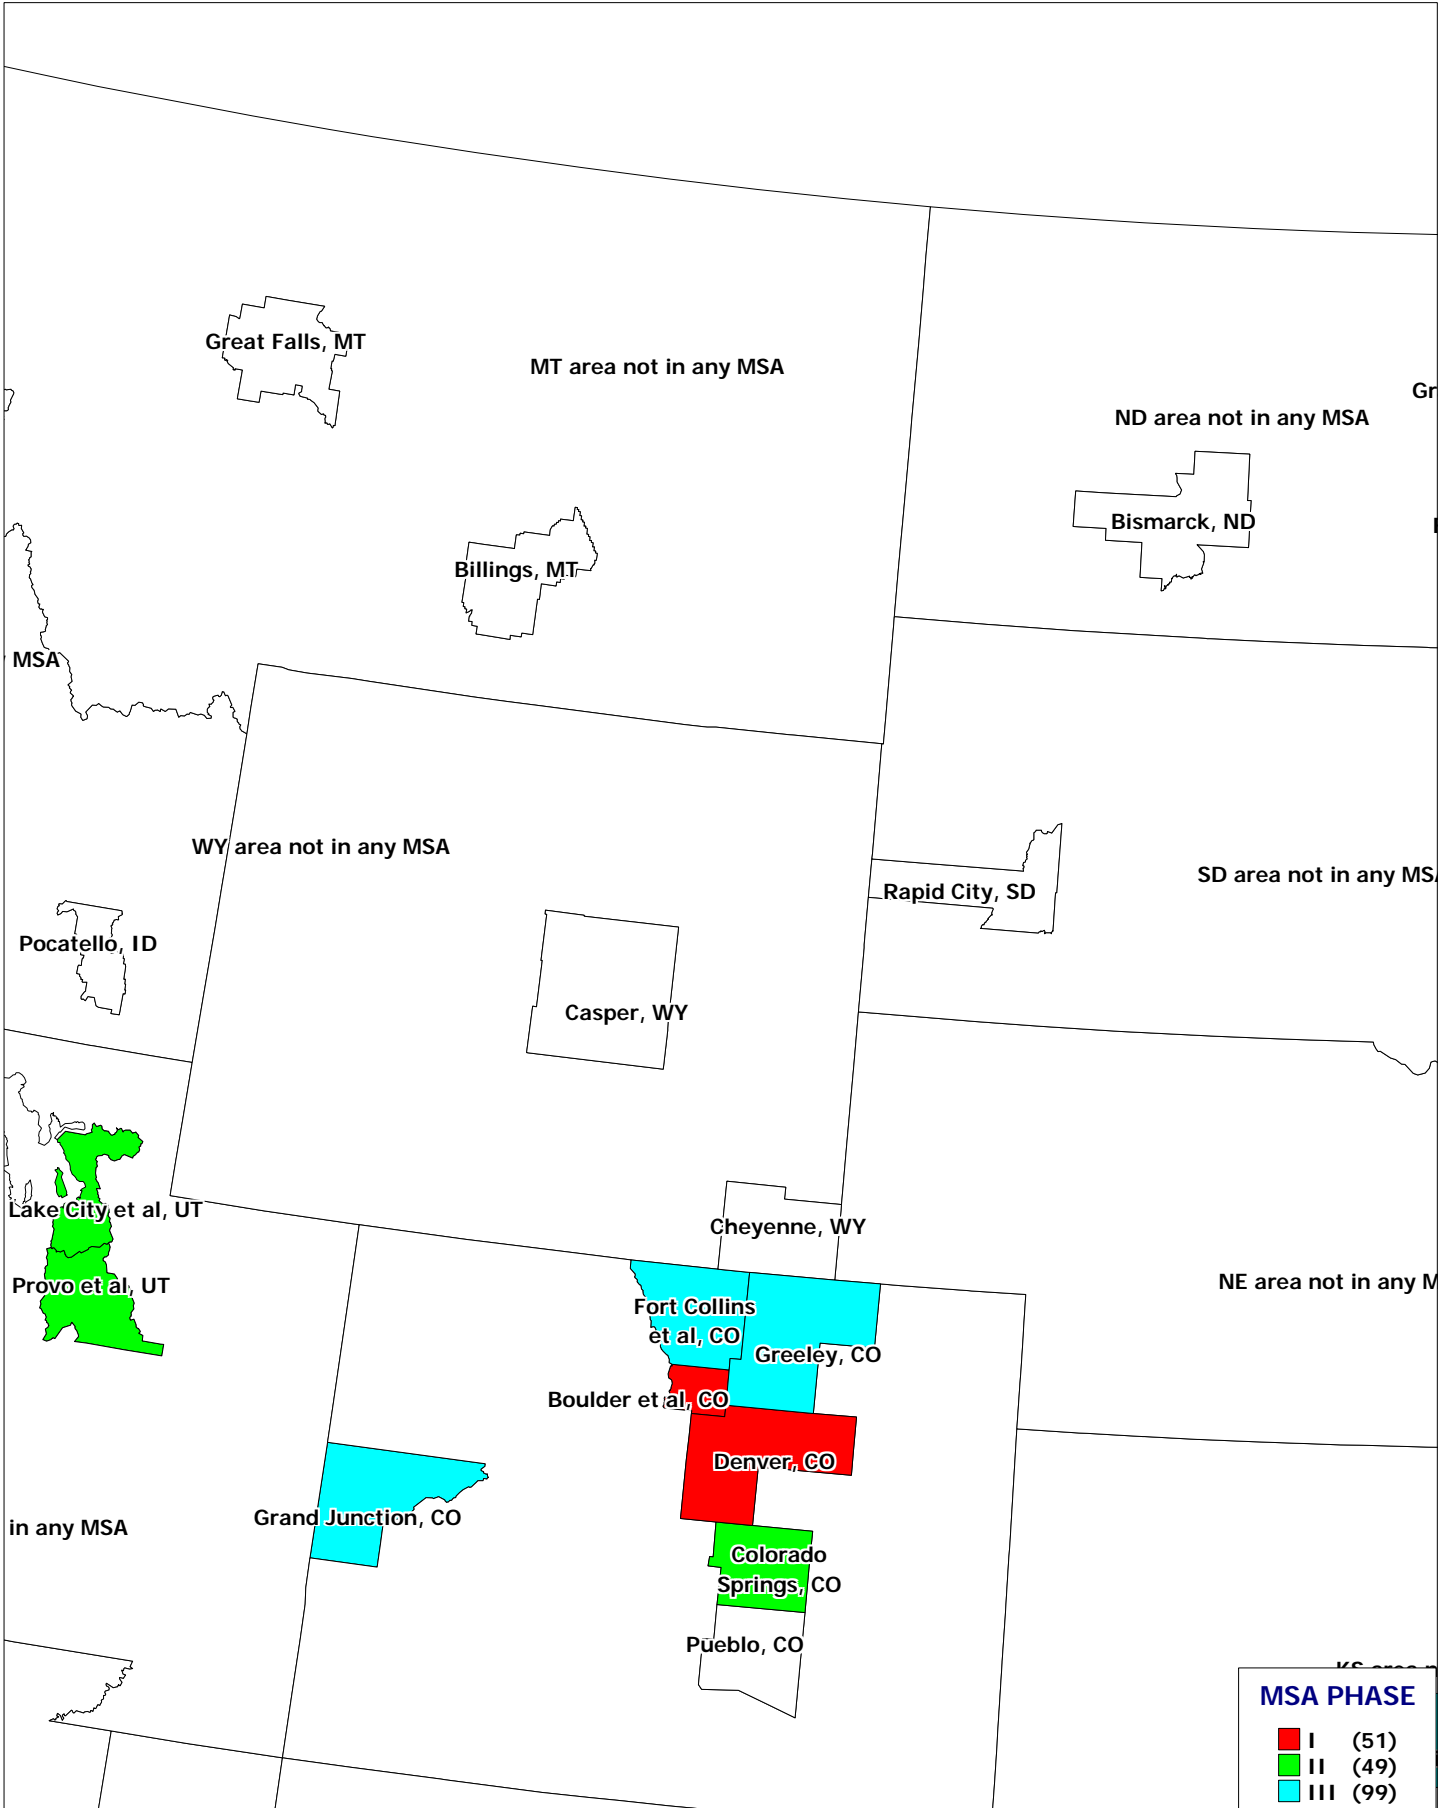 Great Falls, MT
MT area not in any MSA
Gr
ND area not in any MSA
Bismarck, ND
Billings, MT
MSA
WY area not in any MSA
SD area not in any MSA
Rapid City, SD
Pocatello, ID
Casper, WY
Lake City et al, UT
Cheyenne, WY
Provo et al, UT
NE area not in any M
Fort Collins
et al, CO
Greeley, CO
Boulder et al, CO
Denver, CO
Grand Junction, CO
in any MSA
Colorado
Springs, CO
Pueblo, CO
MSA PHASE
I (51)
II (49)
III (99)